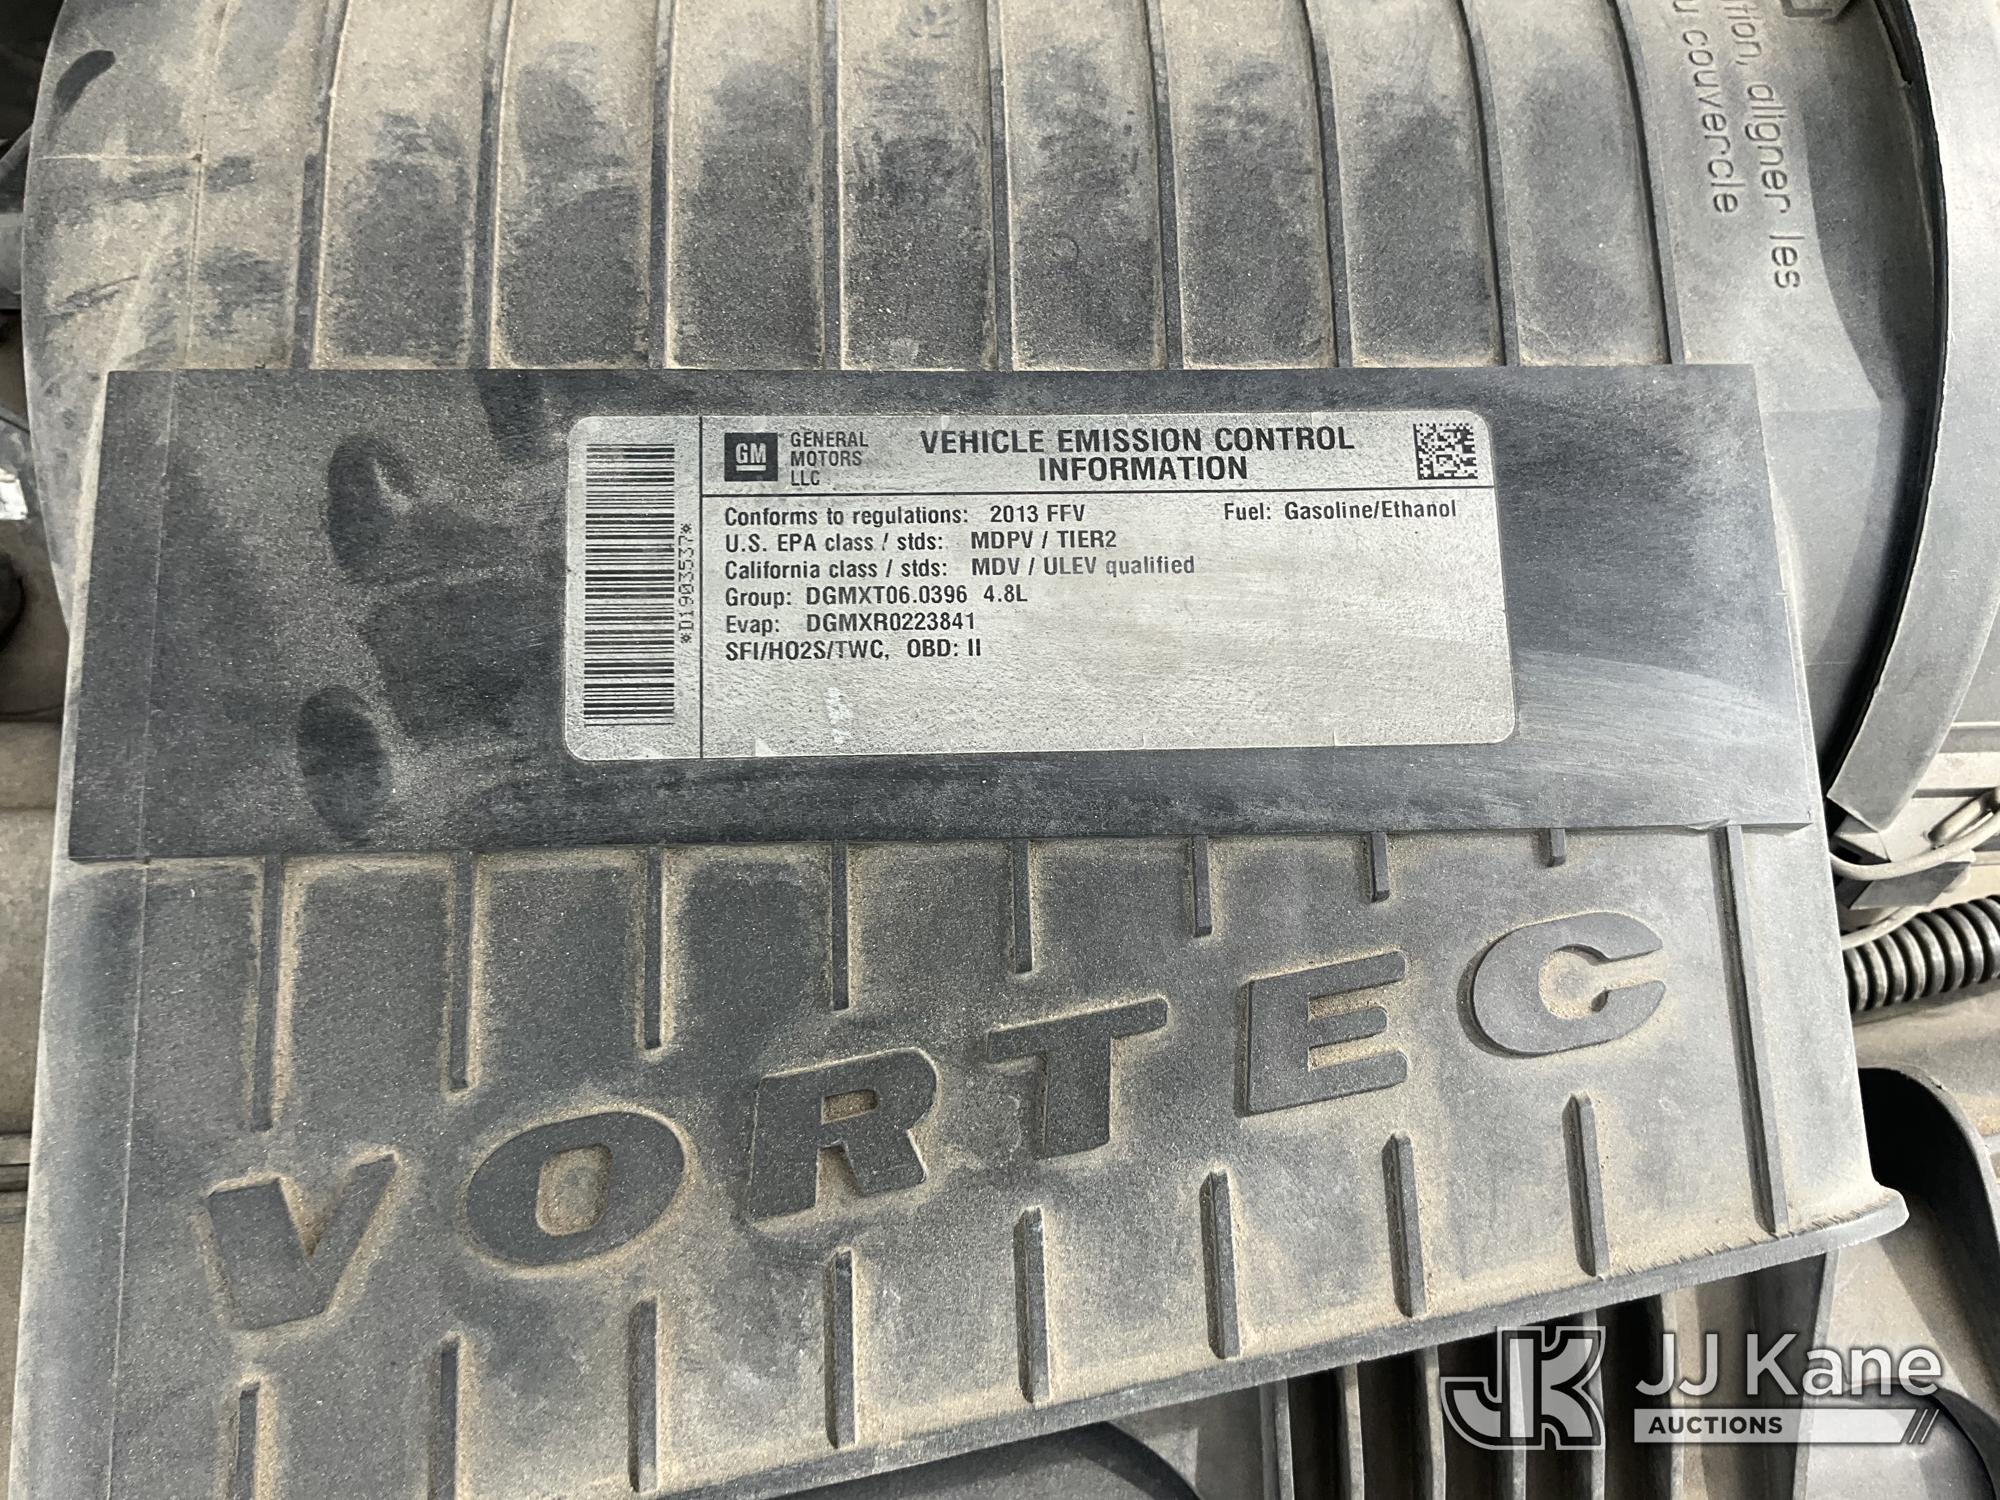 ition, aligner les
u couvercle
GM
GENERAL
MOTORS
LLC
VEHICLE EMISSION CONTROL
INFORMATION
Conforms to regulations: 2013 FFV
Fuel: Gasoline/Ethanol
U.S. EPA class / stds: MDPV / TIER2
California class / stds: MDV / ULEV qualified
Group: DGMXT06.0396 4.8L
Evap: DGMXR0223841
SFI/HO2S/TWC, OBD: II
*D1903537*
VORTEC
JK
JJ Kane
AUCTIONS